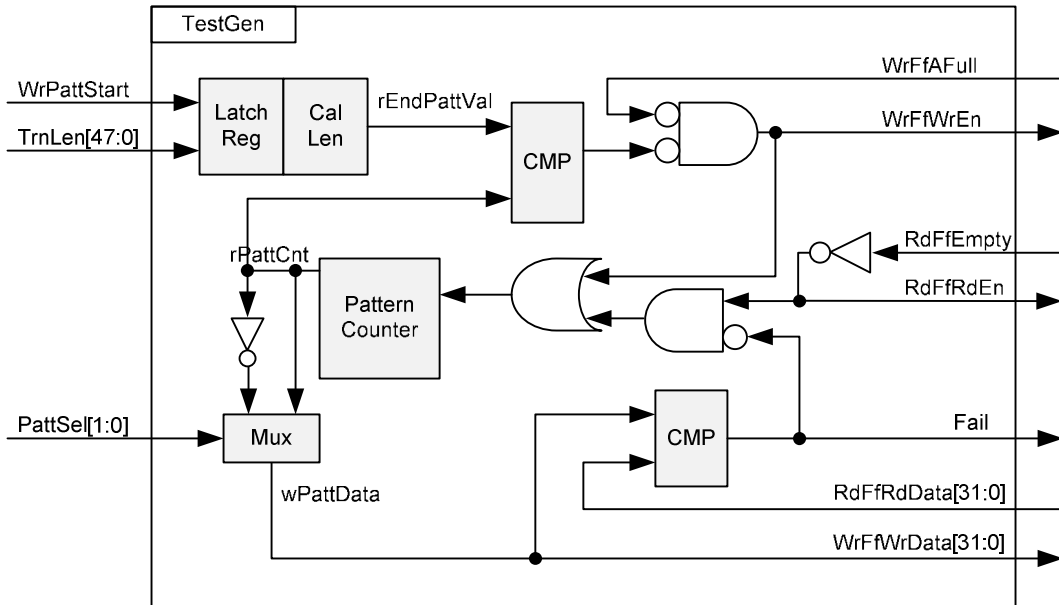 TestGen
WrFfAFull
WrPattStart
rEndPattVal
Latch
Reg
Cal
Len
WrFfWrEn
TrnLen[47:0]
CMP
rPattCnt
RdFfEmpty
RdFfRdEn
Pattern
Counter
PattSel[1:0]
Mux
CMP
Fail
wPattData
RdFfRdData[31:0]
WrFfWrData[31:0]